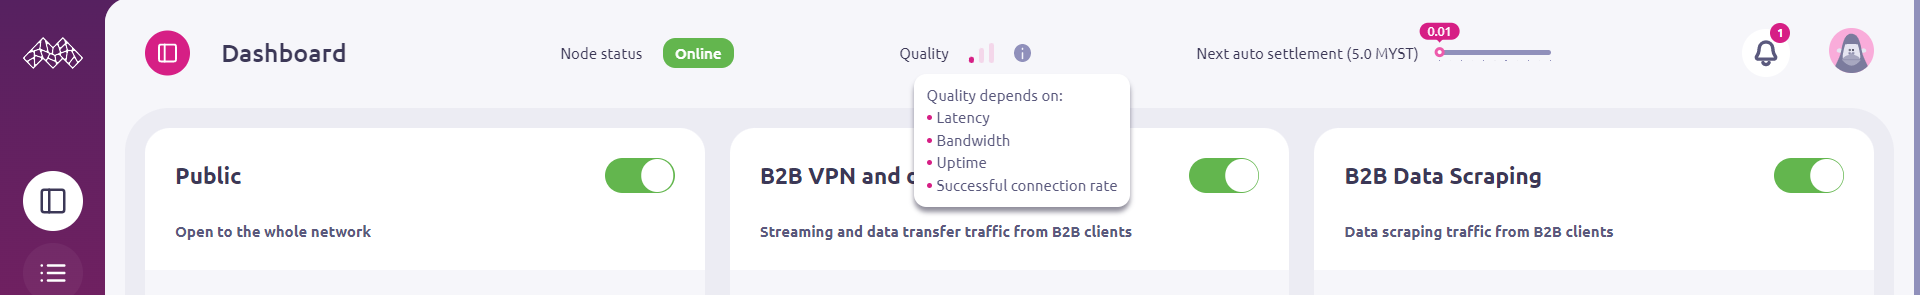 Dashboard
Node status Online
Quality
Next auto settlement (5.0 MYST) 0.01
1
Quality depends on:
• Latency
• Bandwidth
• Uptime
• Successful connection rate
Public
Open to the whole network
B2B VPN and
Streaming and data transfer traffic from B2B clients
B2B Data Scraping
Data scraping traffic from B2B clients